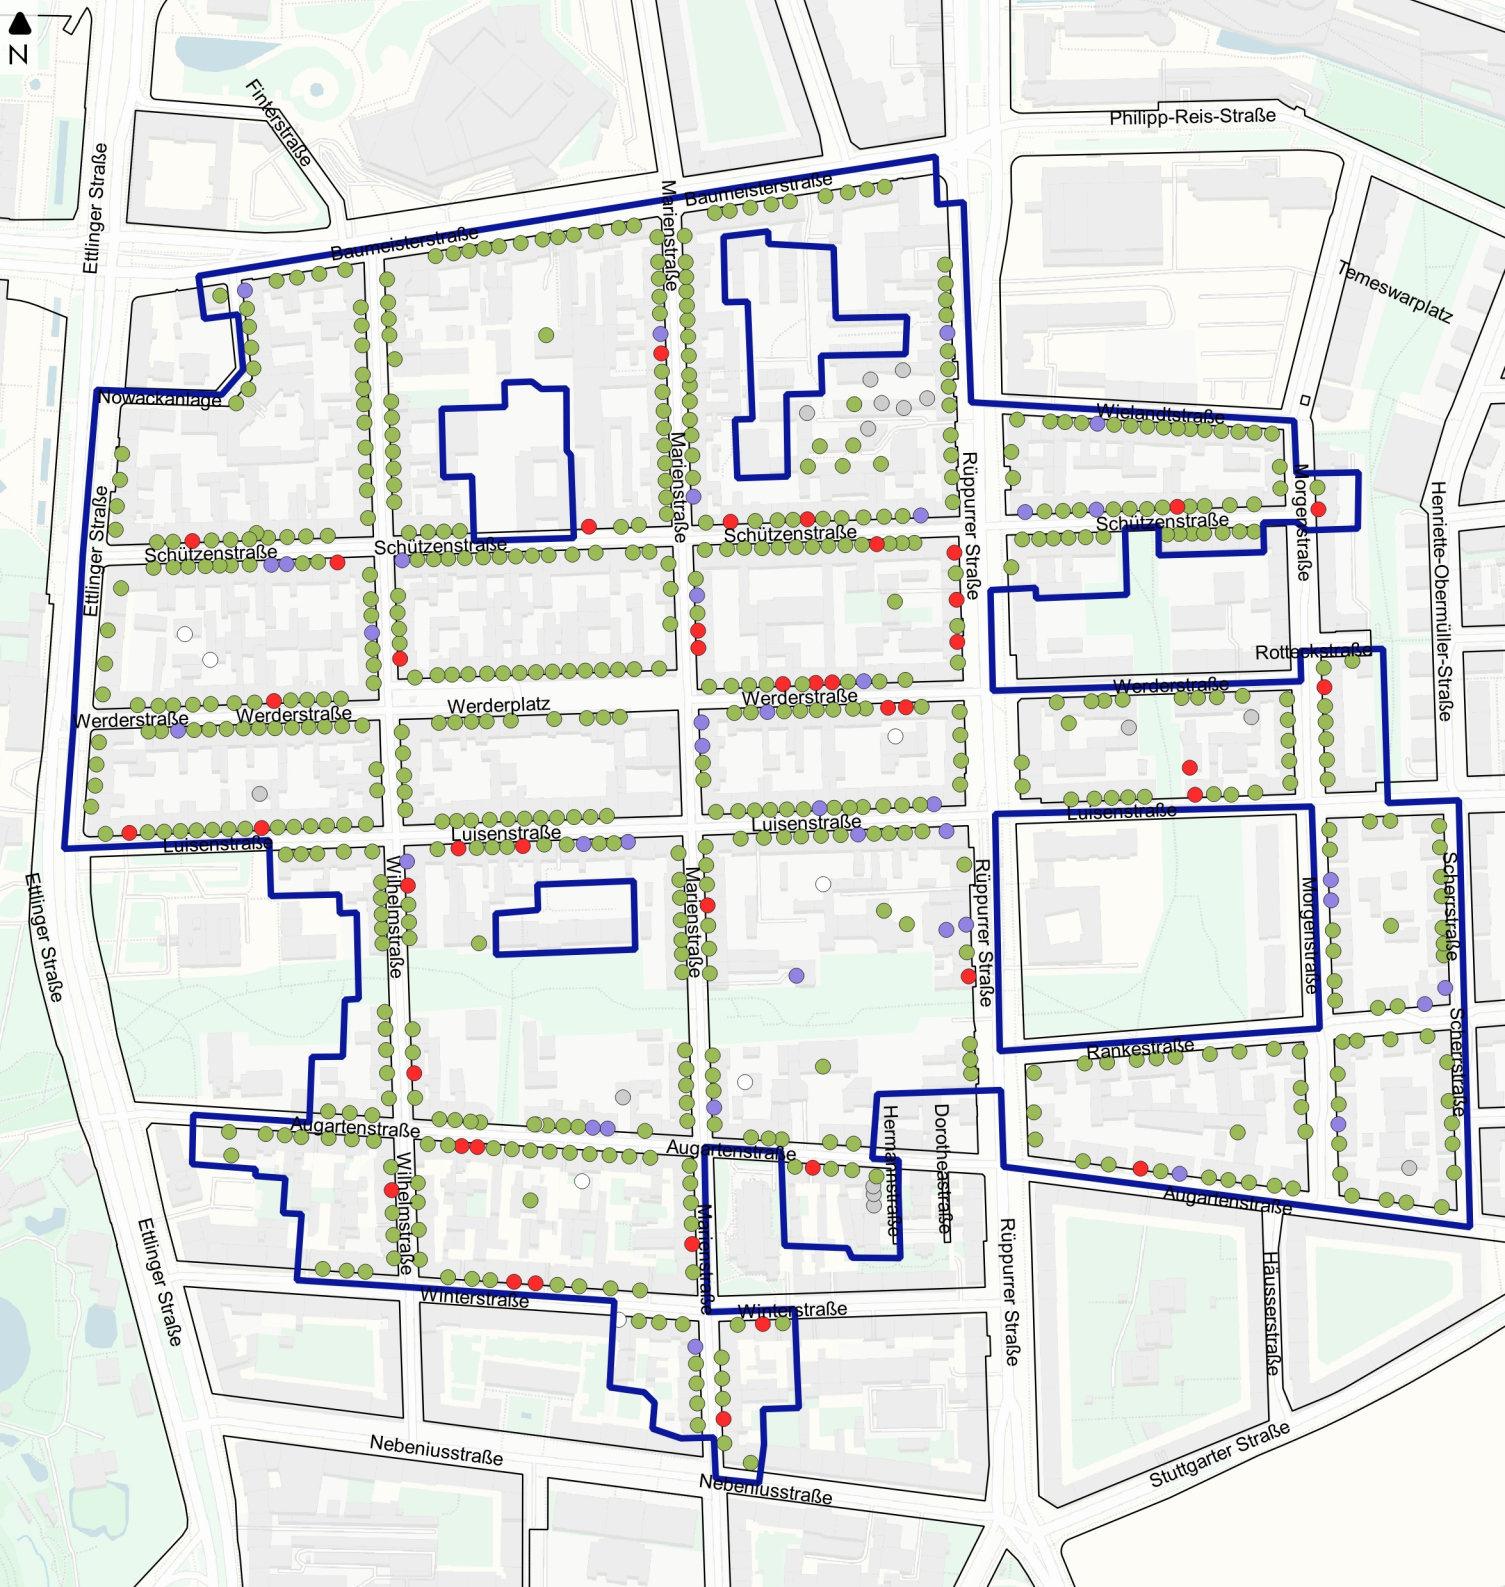 N
Finterstraße
Philipp-Reis-Straße
Ettlinger Straße
Marienstraße
Baumeisterstraße
Baumeisterstraße
Temeswarplatz
Nowackanlage
Wielandtstraße
Marienstraße
Rüppurrer Straße
Morgenstraße
Henriette-Obermüller-Straße
Ettlinger Straße
Schützenstraße
Schützenstraße
Schützenstraße
Schützenstraße
Rotteckstraße
Werderstraße
Werderstraße
Werderstraße
Werderplatz
Werderstraße
Luisenstraße
Luisenstraße
Luisenstraße
Luisenstraße
Ettlinger Straße
Wilhelmstraße
Marienstraße
Rüppurrer Straße
Morgenstraße
Scherrstraße
Rankestraße
Scherrstraße
Augartenstraße
Augartenstraße
Hermannstraße
Dorotheastraße
Wilhelmstraße
Augartenstraße
Marienstraße
Ettlinger Straße
Rüppurrer Straße
Häusserstraße
Winterstraße
Winterstraße
Nebeniusstraße
Nebeniusstraße
Stuttgarter Straße